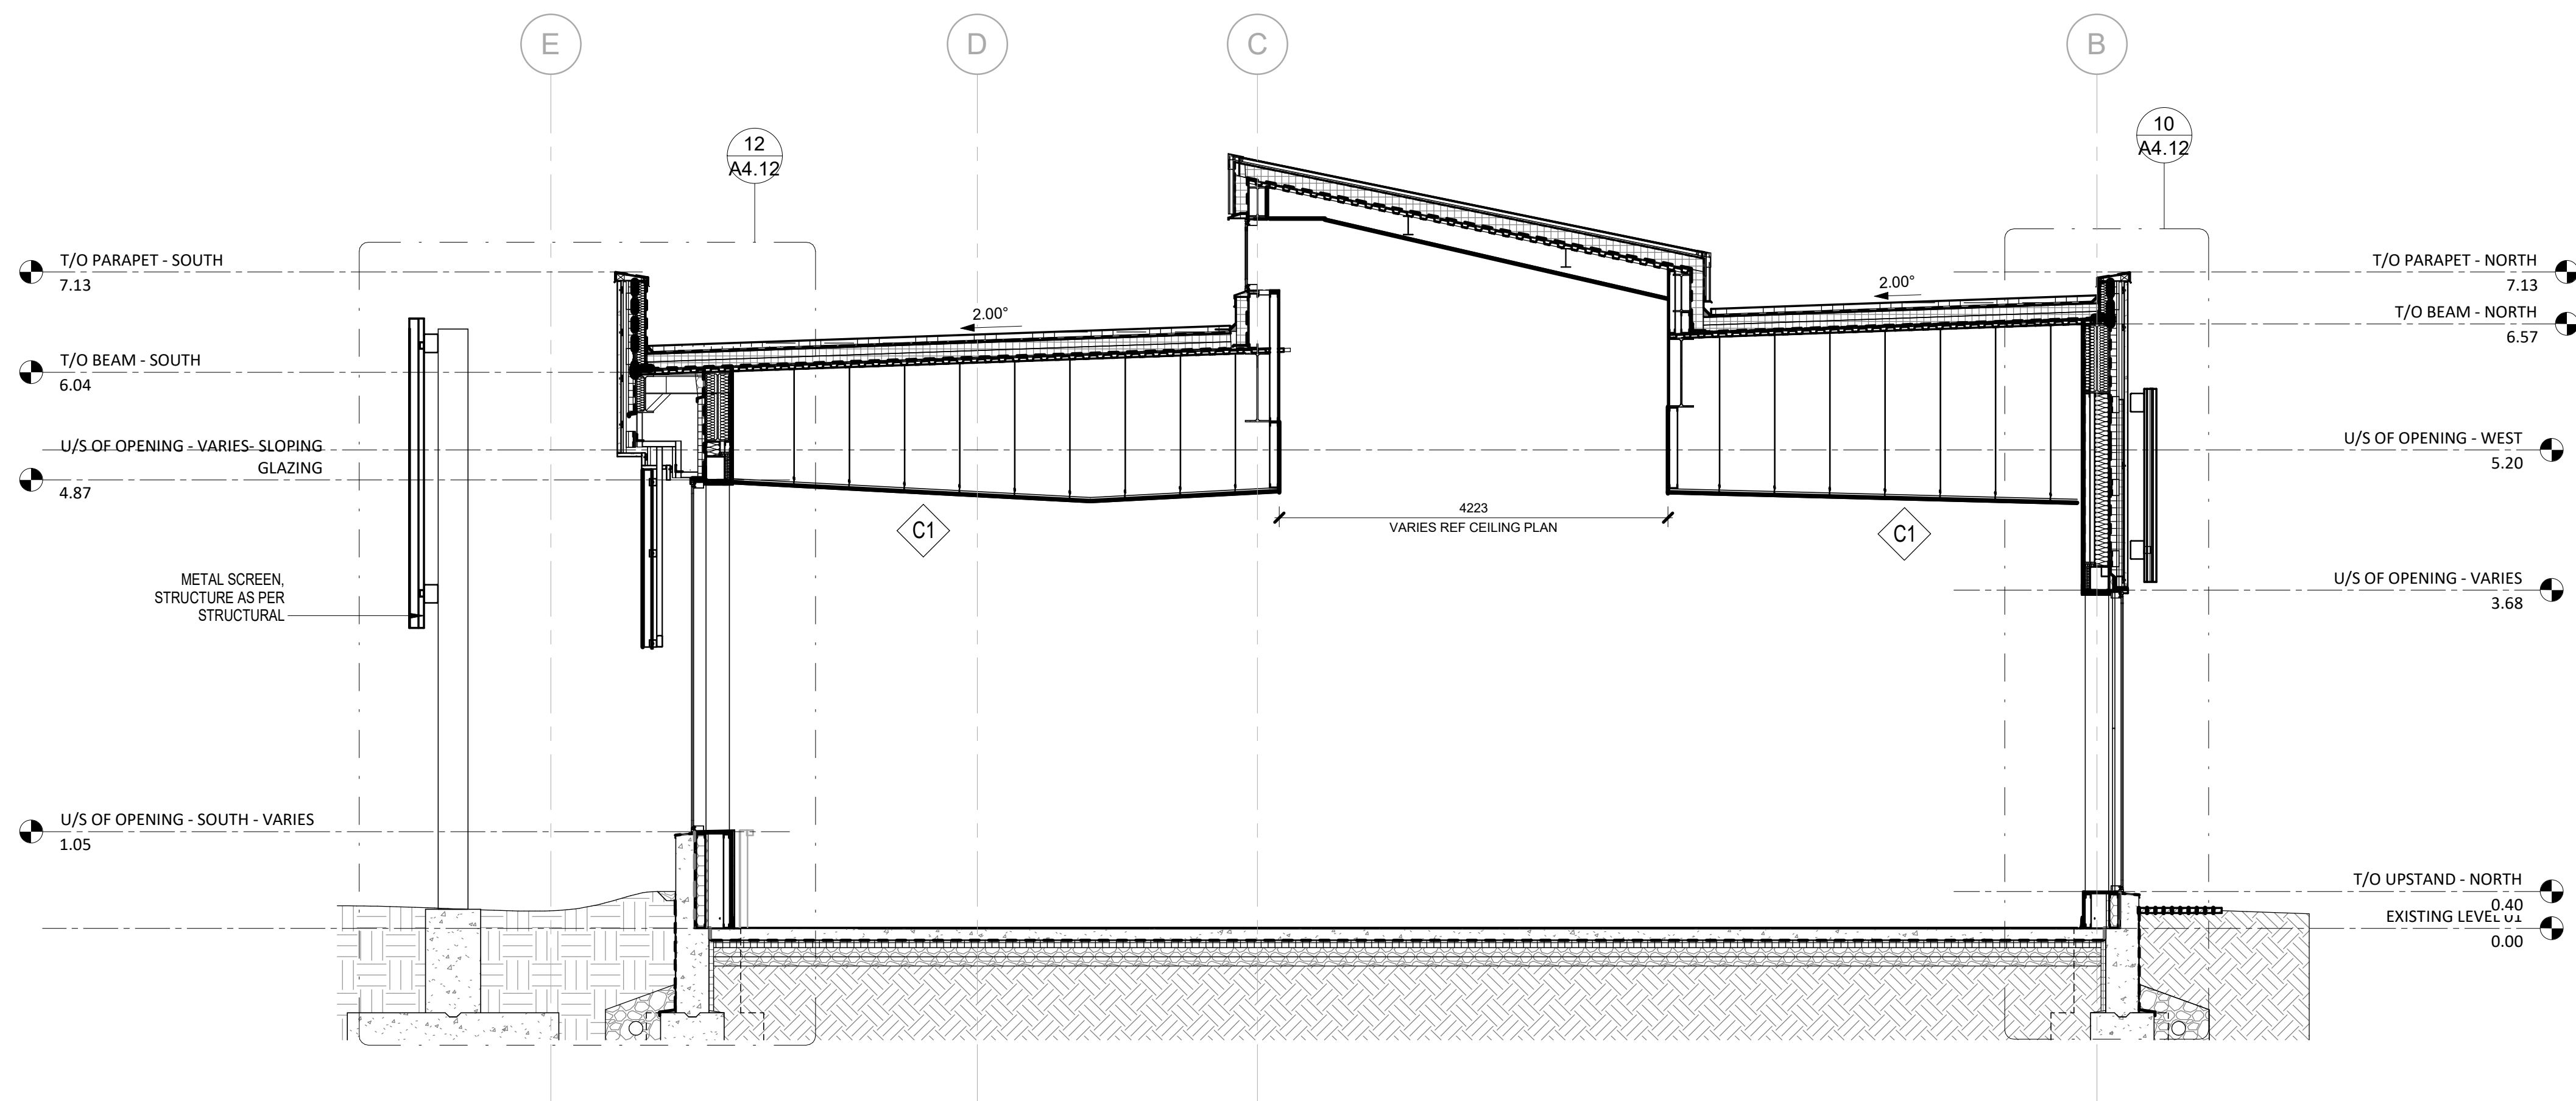 E
D
C
B
12
A4.12
10
A4.12
T/O PARAPET - SOUTH
7.13
T/O BEAM - SOUTH
6.04
U/S OF OPENING - VARIES- SLOPING
GLAZING
4.87
METAL SCREEN,
STRUCTURE AS PER
STRUCTURAL
U/S OF OPENING - SOUTH - VARIES
1.05
2.00°
2.00°
C1
4223
VARIES REF CEILING PLAN
C1
T/O PARAPET - NORTH
7.13
T/O BEAM - NORTH
6.57
U/S OF OPENING - WEST
5.20
U/S OF OPENING - VARIES
3.68
T/O UPSTAND - NORTH
0.40
EXISTING LEVEL 01
0.00